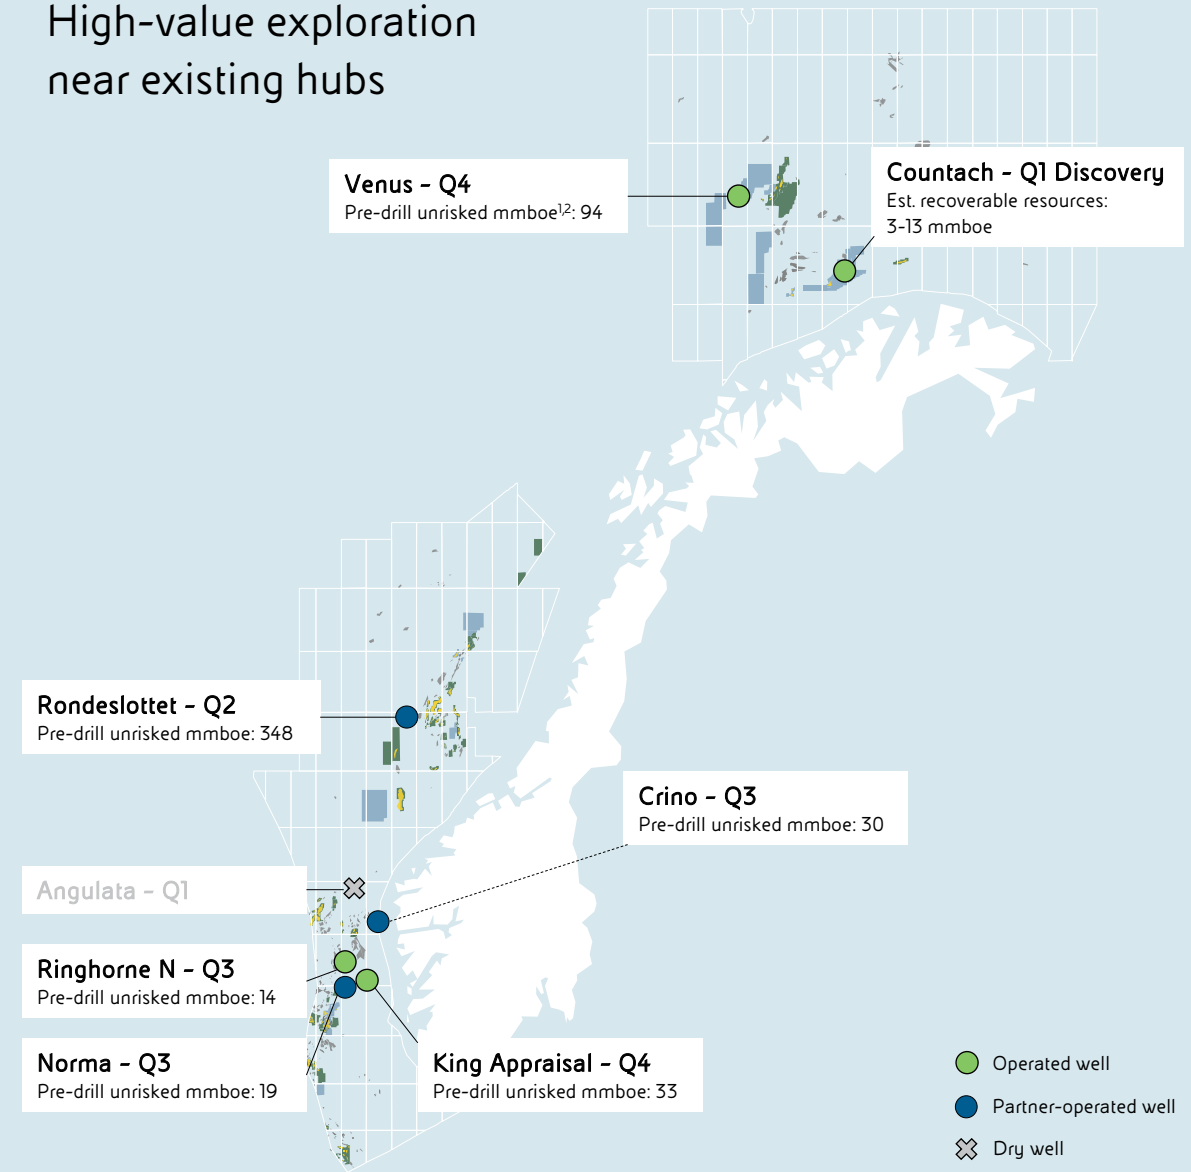 High-value exploration
near existing hubs
Venus - Q4
Pre-drill unrisked mmboe1,2: 94
Countach - Q1 Discovery
Est. recoverable resources:
3-13 mmboe
Rondeslottet - Q2
Pre-drill unrisked mmboe: 348
Crino - Q3
Pre-drill unrisked mmboe: 30
Angulata - Q1
Ringhorne N - Q3
Pre-drill unrisked mmboe: 14
Norma - Q3
Pre-drill unrisked mmboe: 19
King Appraisal - Q4
Pre-drill unrisked mmboe: 33
Operated well
Partner-operated well
Dry well